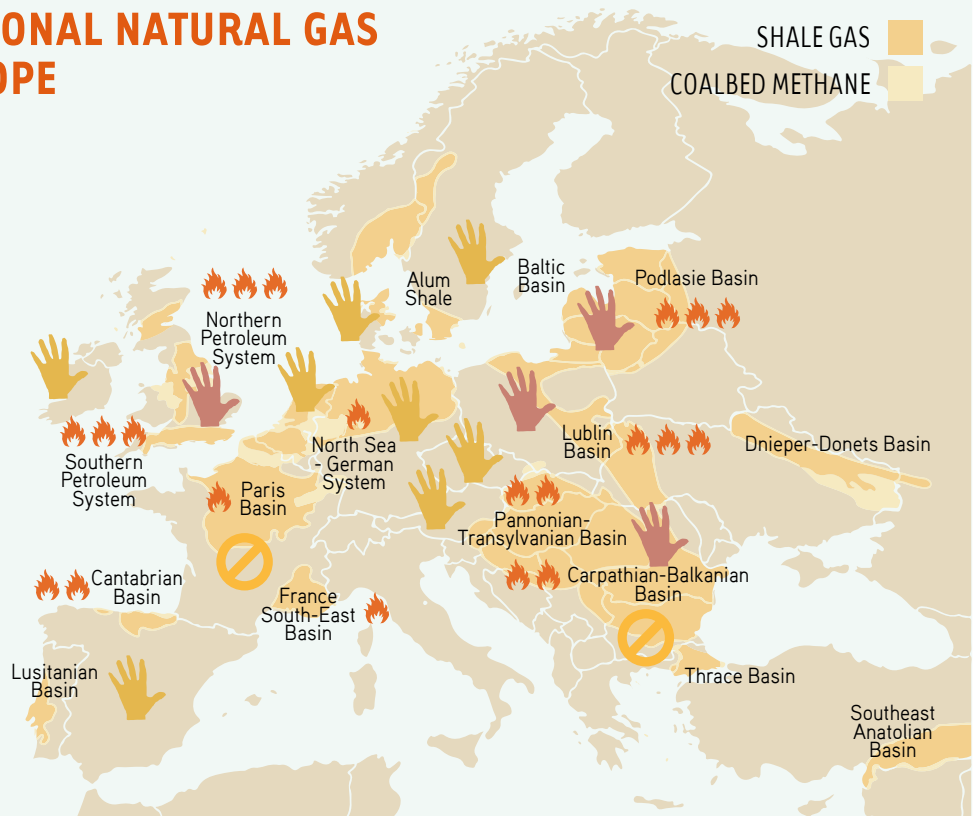 ONAL NATURAL GAS
OPE
SHALE GAS
COALBED METHANE
Alum
Shale
Baltic
Basin
Podlasie Basin
Northern
Petroleum
System
Southern
Petroleum
System
North Sea
- German
System
Lublin
Basin
Dnieper-Donets Basin
Paris
Basin
Pannonian-
Transylvanian Basin
Cantabrian
Basin
France
South-East
Basin
Carpathian-Balkanian
Basin
Lusitanian
Basin
Thrace Basin
Southeast
Anatolian
Basin